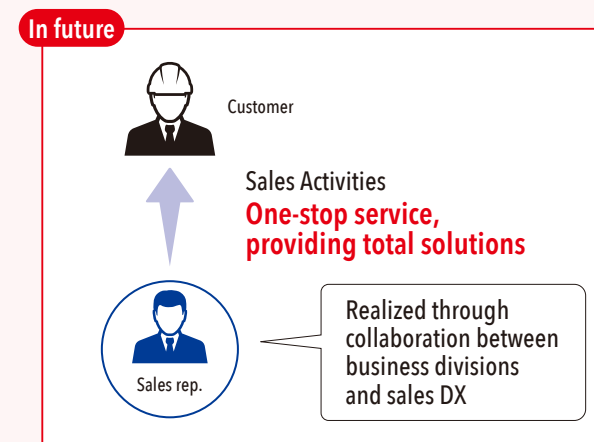 In future
Customer
Sales Activities
One-stop service,
providing total solutions
Sales rep.
Realized through
collaboration between
business divisions
and sales DX